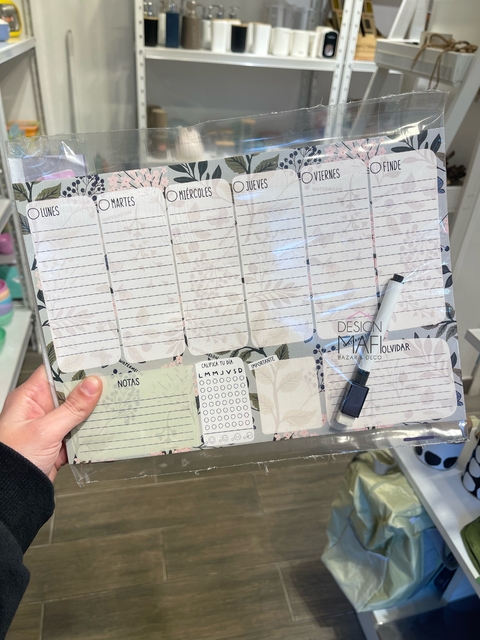 LUNES
MARTES
MIÉRCOLES
JUEVES
VIERNES
FINDE
NOTAS
CALIFICA TU DÍA
L M M J V S D
IMPORTANTE
OLVIDAR
DESIGN
MAFI
BAZAR & DECO